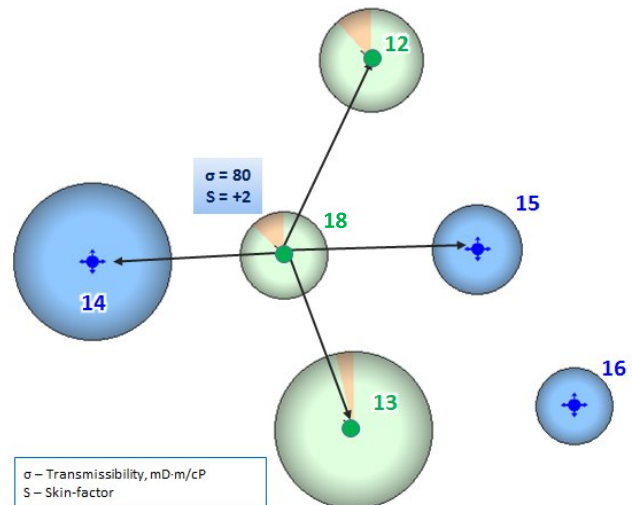 12
σ = 80
S = +2
18
15
14
16
13
σ – Transmissibility, mD·m/cP
S – Skin-factor